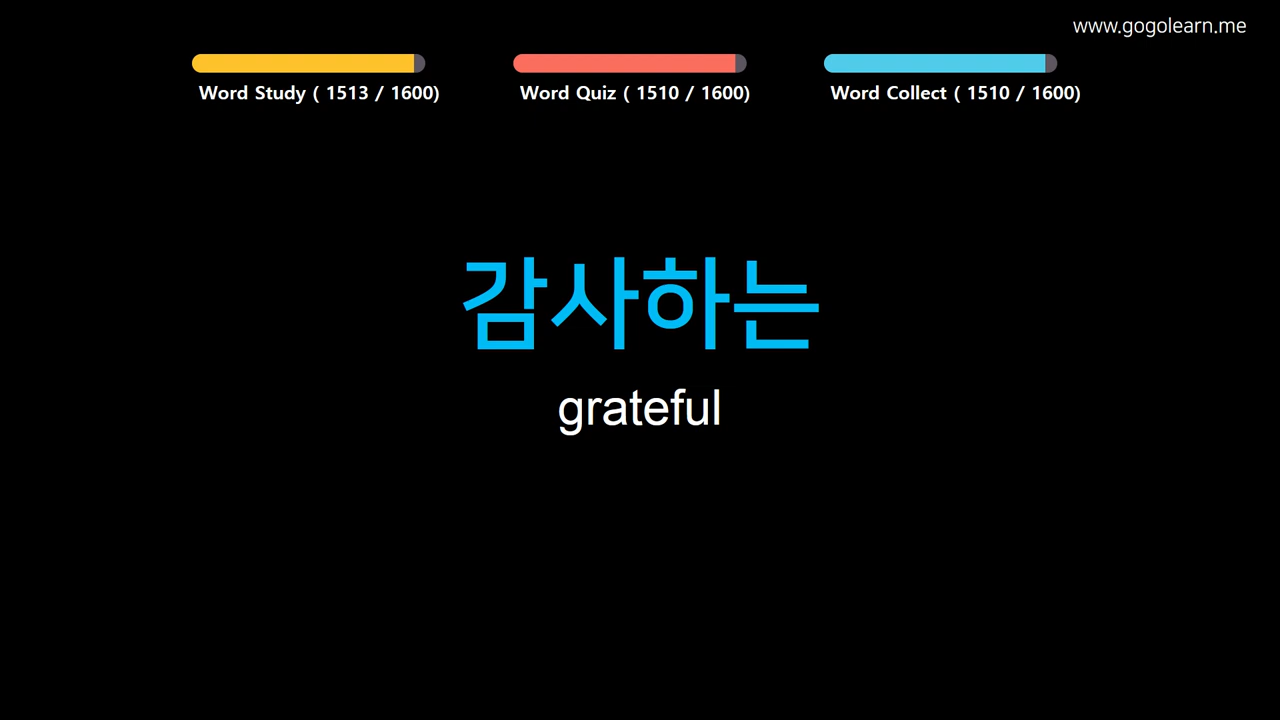 www.gogolearn.me
Word Study ( 1513 / 1600)
Word Quiz ( 1510 / 1600)
Word Collect ( 1510 / 1600)
감사하는
grateful